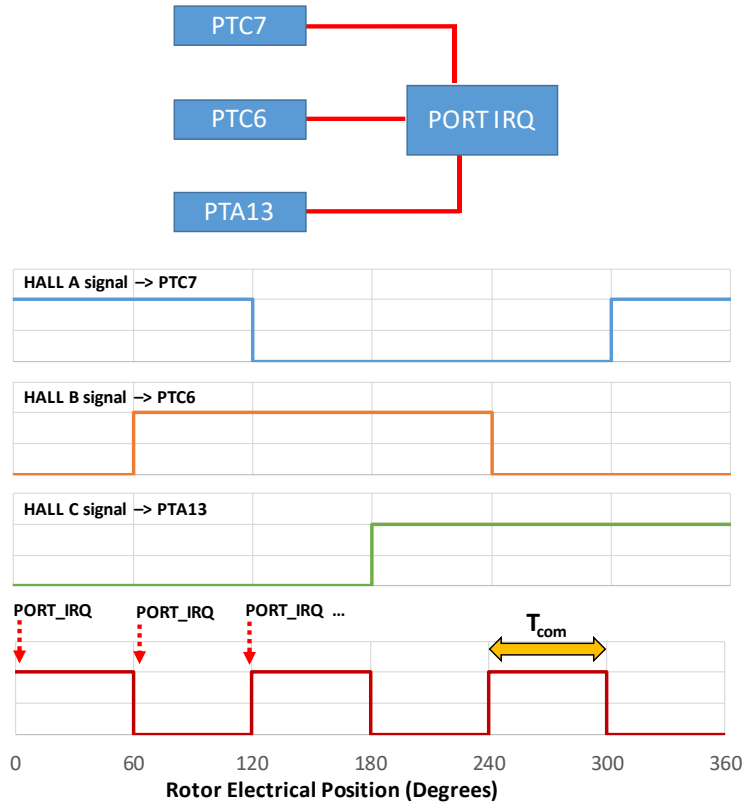 PTC7
PTC6
PORT IRQ
PTA13
HALL A signal –> PTC7
HALL B signal –> PTC6
HALL C signal –> PTA13
PORT_IRQ PORT_IRQ PORT_IRQ ...
Tcom
0 60 120 180 240 300 360
Rotor Electrical Position (Degrees)